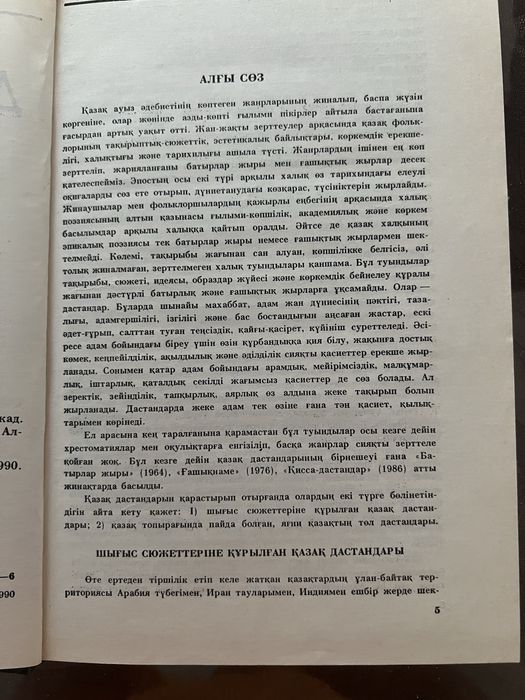 АЛҒЫ СӨЗ
Қазақ ауыз әдебиетінің көптеген жанрларының жиналып, баспа жүзін
көргеніне, олар жөнінде азды-көпті ғылыми пікірлер айтыла бастағанына
ғасырдан артық уақыт өтті. Жан-жақты зерттеулер арқасында қазақ фольк-
лорының тақырыптық-сюжеттік, эстетикалық байлықтары, көркемдік ерекше-
лігі, халықтығы және тарихилығы ашыла түсті. Жанрлардың ішінен ең көп
зерттеліп, жарияланғаны батырлар жыры мен ғашықтық жырлар десек
қателеспейміз. Эпостың осы екі түрі арқылы халық өз тарихындағы елеулі
оқиғаларды сөз ете отырып, дүниетанудағы көзқарас, түсініктерін жырлайды.
Жинаушылар мен фольклоршылардың қажырлы еңбегінің арқасында халық
поэзиясының алтын қазынасы ғылыми-көпшілік, академиялық және көркем
басылымдар арқылы халыққа қайтып оралды. Әйтсе де қазақ халқының
эпикалық поэзиясы тек батырлар жыры немесе ғашықтық жырлармен шек-
телмейді. Көлемі, тақырыбы жағынан сан алуан, көпшілікке белгісіз, әлі
толық жиналмаған, зерттелмеген халық туындылары қаншама. Бұл туындылар
тақырыбы, сюжеті, идеясы, образдар жүйесі және көркемдік бейнелеу құралы
жағынан дәстүрлі батырлық және ғашықтық жырларға ұқсамайды. Олар —
дастандар. Бұларда шынайы махаббат, адам жан дүниесінің пәктігі, таза-
лығы, адамгершілігі, ізгілігі және бас бостандығын аңсаған жастар, ескі
әдет-ғұрып, салттан туған теңсіздік, қайғы-қасірет, күйініш суреттеледі. Әсі-
ресе адам бойындағы біреу үшін өзін құрбандыққа қия білу, жақынға достық
көмек, кеңпейілділік, ақылдылық және әділділік сияқты қасиеттер ерекше жыр-
ланады. Сонымен қатар адам бойындағы арамдық, мейірімсіздік, малқұмар-
лық, іштарлық, қаталдық секілді жағымсыз қасиеттер де сөз болады. Ал
зеректік, зейінділік, тапқырлық, аярлық өз алдына жеке тақырып болып
жырланады. Дастандарда жеке адам тек өзіне ғана тән қасиет, қылық-
тарымен көрінеді.
Ел арасына кең таралғанына қарамастан бұл туындылар осы кезге дейін
хрестоматиялар мен оқулықтарға енгізіліп, басқа жанрлар сияқты зерттеле
қойған жоқ. Бұл кезге дейін қазақ дастандарының бірнешеуі ғана «Ба-
тырлар жыры» (1964), «Ғашықнаме» (1976), «Қисса-дастандар» (1986) атты
жинақтарда басылды.
Қазақ дастандарын қарастырып отырғанда олардың екі түрге бөлінетін-
дігін айта кету қажет: 1) шығыс сюжеттеріне құрылған қазақ дастан-
дары; 2) қазақ топырағында пайда болған, яғни қазақтың төл дастандары.
ШЫҒЫС СЮЖЕТТЕРІНЕ ҚҰРЫЛҒАН ҚАЗАҚ ДАСТАНДАРЫ
Өте ертеден тіршілік етіп келе жатқан қазақтардың ұлан-байтақ тер-
риториясы Арабия түбегімен, Иран тауларымен, Индиямен ешбір жерде шек-
5
кад.
Ал-
990.
—6
990